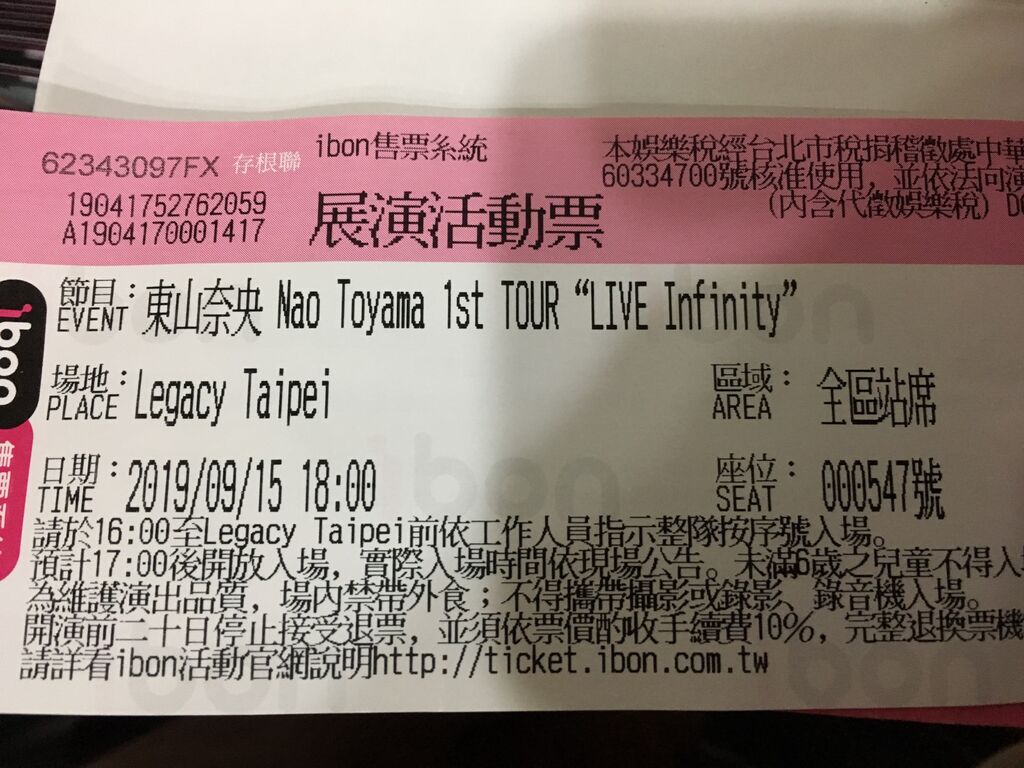 62343097FX 存根聯
ibon售票系統
本娛樂稅經台北市稅捐稽徵處中華
60334700號核准使用，並依法向演
(內含代徵娛樂稅)
19041752762059
A1904170001417
展演活動票
節目：東山奈央 Nao Toyama 1st TOUR “LIVE Infinity”
EVENT
ibon
場地：Legacy Taipei
PLACE
區域：全區站席
AREA
日期：2019/09/15 18:00
TIME
座位：000547號
SEAT
請於16:00至Legacy Taipei前依工作人員指示整隊按序號入場。
預計17:00後開放入場，實際入場時間依現場公告。未滿6歲之兒童不得入
為維護演出品質，場內禁帶外食；不得攜帶攝影或錄影、錄音機入場。
開演前二十日停止接受退票，並須依票價酌收手續費10%，完整退換票機
請詳看ibon活動官網說明http://ticket.ibon.com.tw